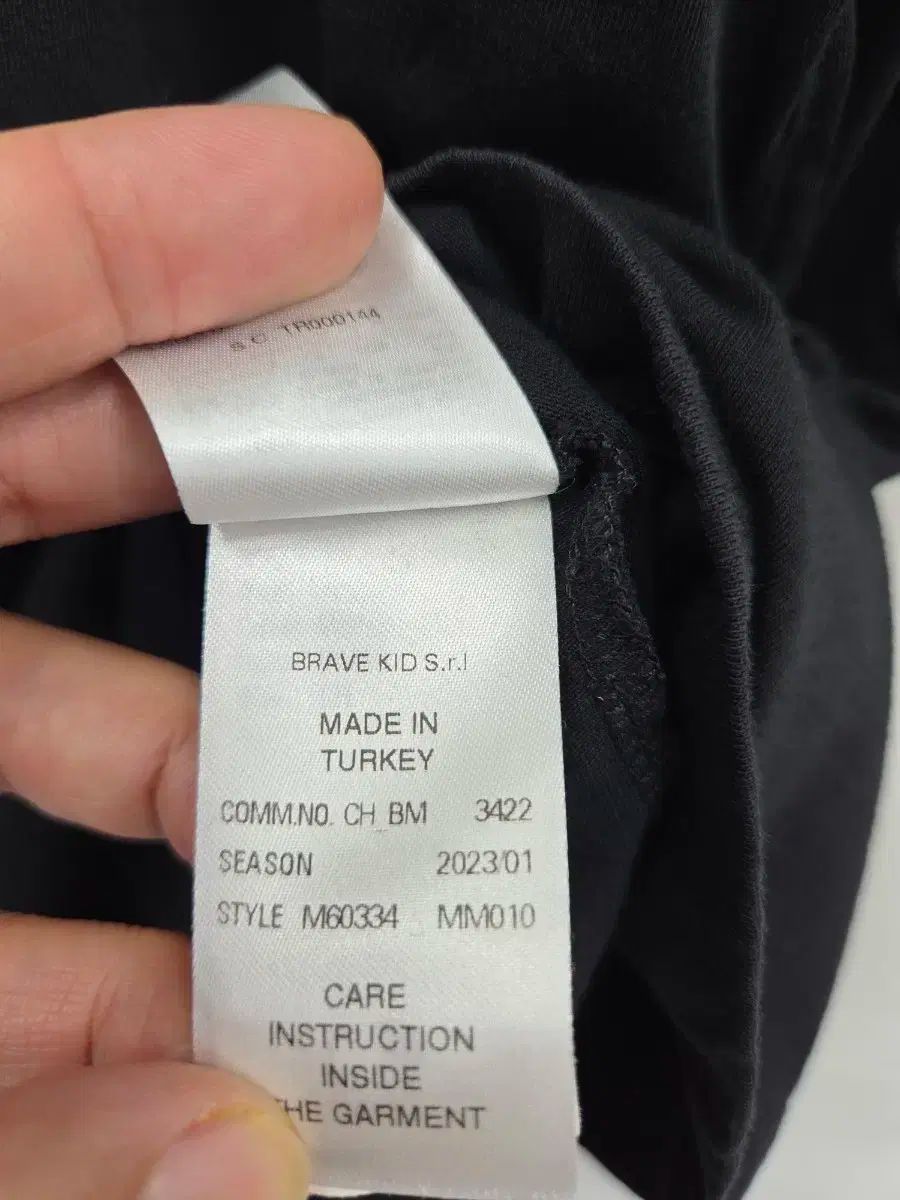 S.C TR000144
BRAVE KID S.r.l
MADE IN
TURKEY
COMM.NO. CH_BM 3422
SEASON 2023/01
STYLE M60334 MM010
CARE
INSTRUCTION
INSIDE
THE GARMENT